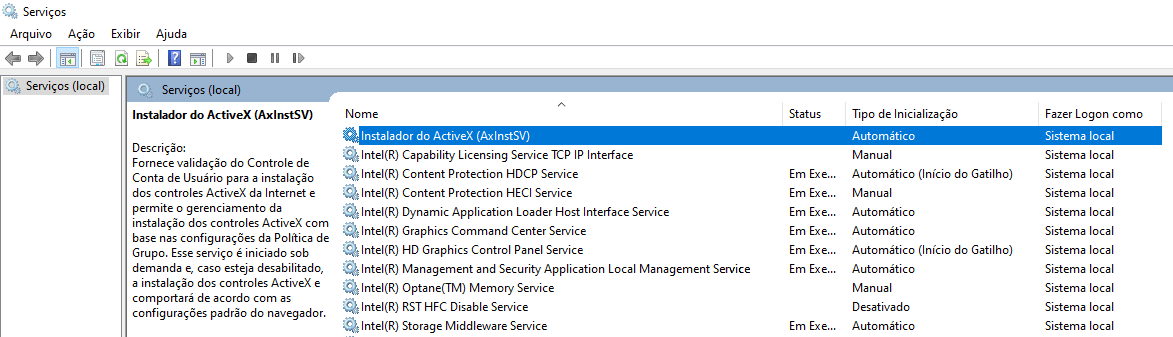 Serviços
Arquivo Ação Exibir Ajuda
Serviços (local)
Serviços (local)
Instalador do ActiveX (AxInstSV)
Descrição:
Fornece validação do Controle de
Conta de Usuário para a instalação
dos controles ActiveX da Internet e
permite o gerenciamento da
instalação dos controles ActiveX com
base nas configurações da Política de
Grupo. Esse serviço é iniciado sob
demanda e, caso esteja desabilitado,
a instalação dos controles ActiveX e
comportará de acordo com as
configurações padrão do navegador.
Nome Status Tipo de Inicialização Fazer Logon como
Instalador do ActiveX (AxInstSV) Automático Sistema local
Intel(R) Capability Licensing Service TCP IP Interface Manual Sistema local
Intel(R) Content Protection HDCP Service Em Exe... Automático (Início do Gatilho) Sistema local
Intel(R) Content Protection HECI Service Em Exe... Manual Sistema local
Intel(R) Dynamic Application Loader Host Interface Service Em Exe... Automático Sistema local
Intel(R) Graphics Command Center Service Em Exe... Automático Sistema local
Intel(R) HD Graphics Control Panel Service Em Exe... Automático (Início do Gatilho) Sistema local
Intel(R) Management and Security Application Local Management Service Em Exe... Automático Sistema local
Intel(R) Optane(TM) Memory Service Manual Sistema local
Intel(R) RST HFC Disable Service Desativado Sistema local
Intel(R) Storage Middleware Service Em Exe... Automático Sistema local